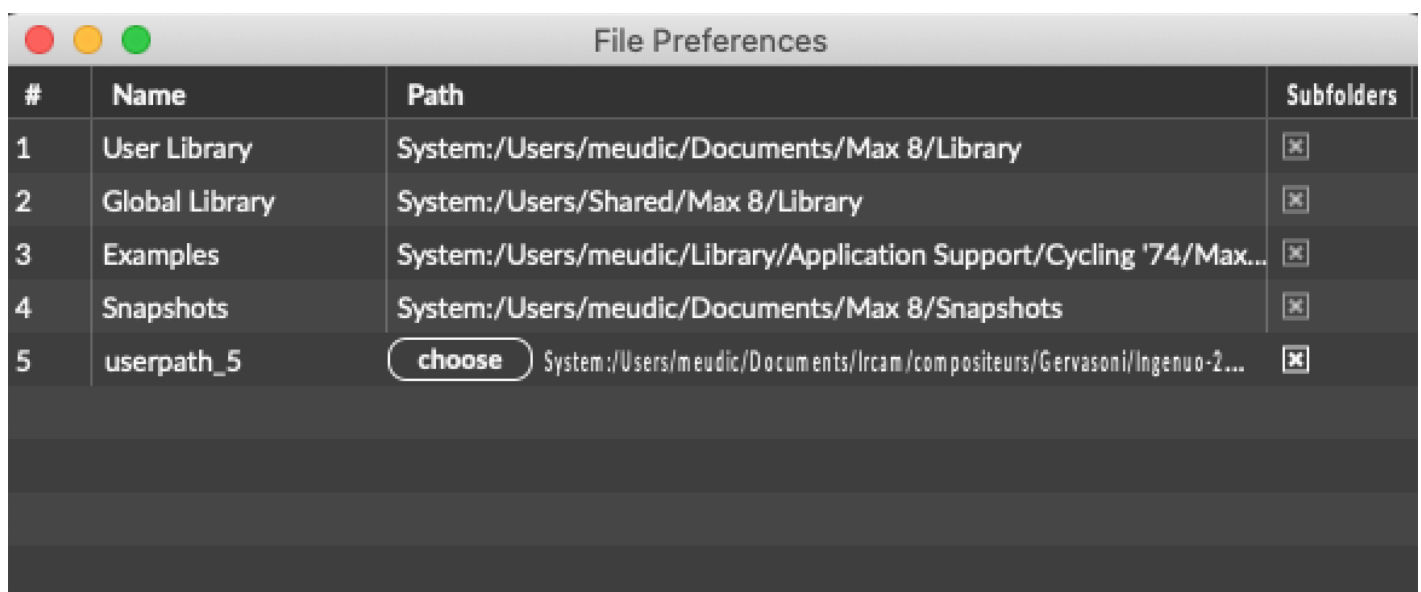 File Preferences
# Name Path Subfolders
1 User Library System:/Users/meudic/Documents/Max 8/Library
2 Global Library System:/Users/Shared/Max 8/Library
3 Examples System:/Users/meudic/Library/Application Support/Cycling '74/Max...
4 Snapshots System:/Users/meudic/Documents/Max 8/Snapshots
5 userpath_5 choose System:/Users/meudic/Documents/Ircam/compositeurs/Gervasoni/Ingenuo-2...